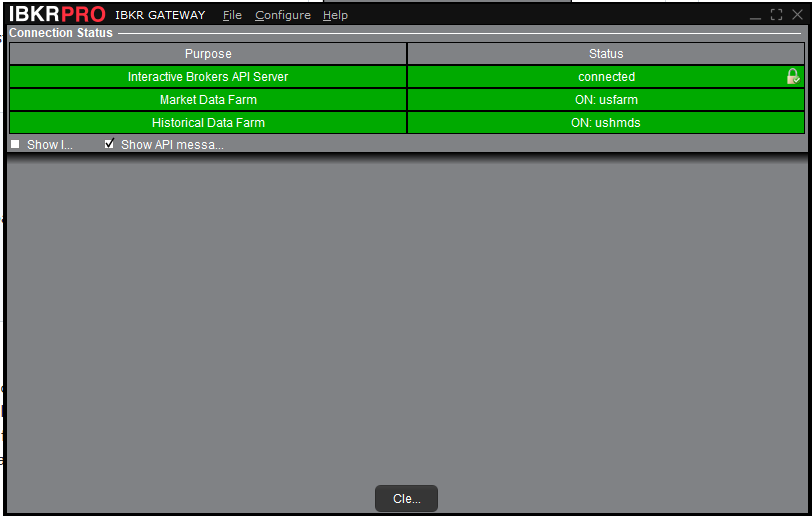 IBKRPRO IBKR GATEWAY File Configure Help
Connection Status
Purpose Status
Interactive Brokers API Server connected
Market Data Farm ON: usfarm
Historical Data Farm ON: ushmds
Show I... Show API messa...
Cle...